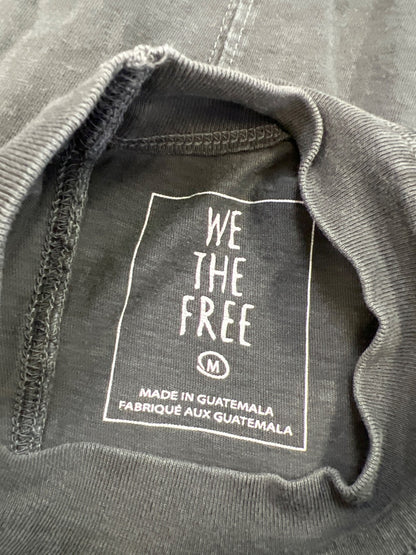 WE
THE
FREE
M
MADE IN GUATEMALA
FABRIQUÉ AUX GUATEMALA